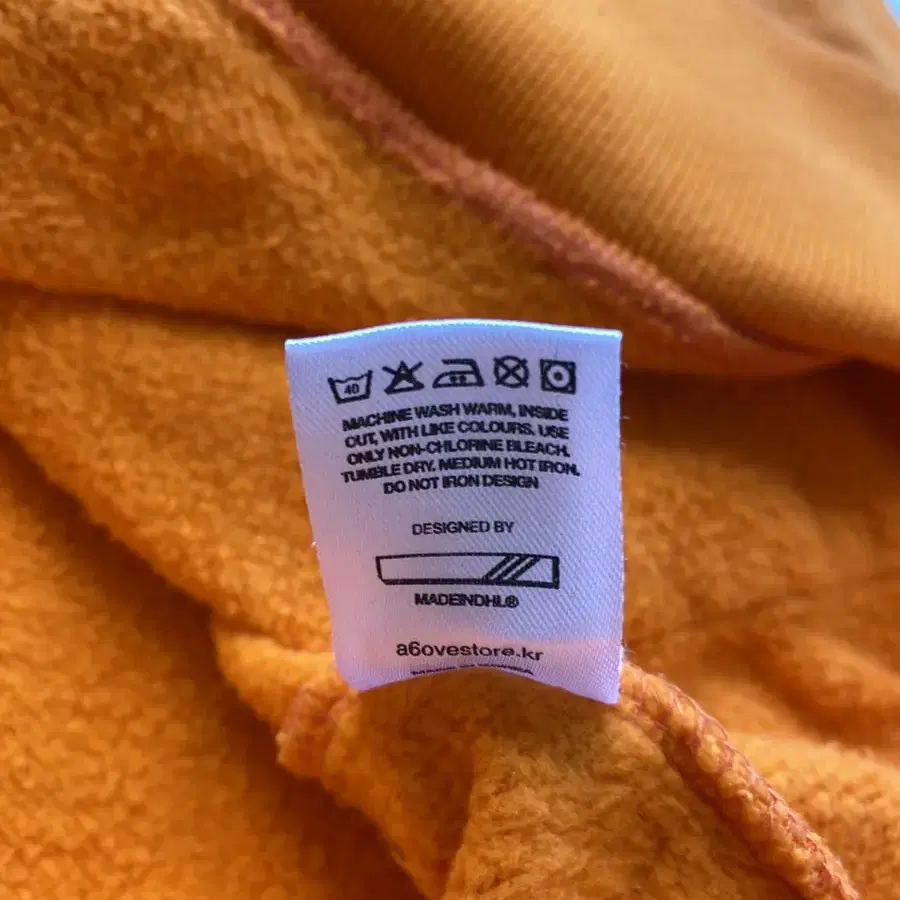 40
MACHINE WASH WARM, INSIDE
OUT, WITH LIKE COLOURS. USE
ONLY NON-CHLORINE BLEACH.
TUMBLE DRY. MEDIUM HOT IRON.
DO NOT IRON DESIGN
DESIGNED BY
MADEINDHL®
a6ovestore.kr